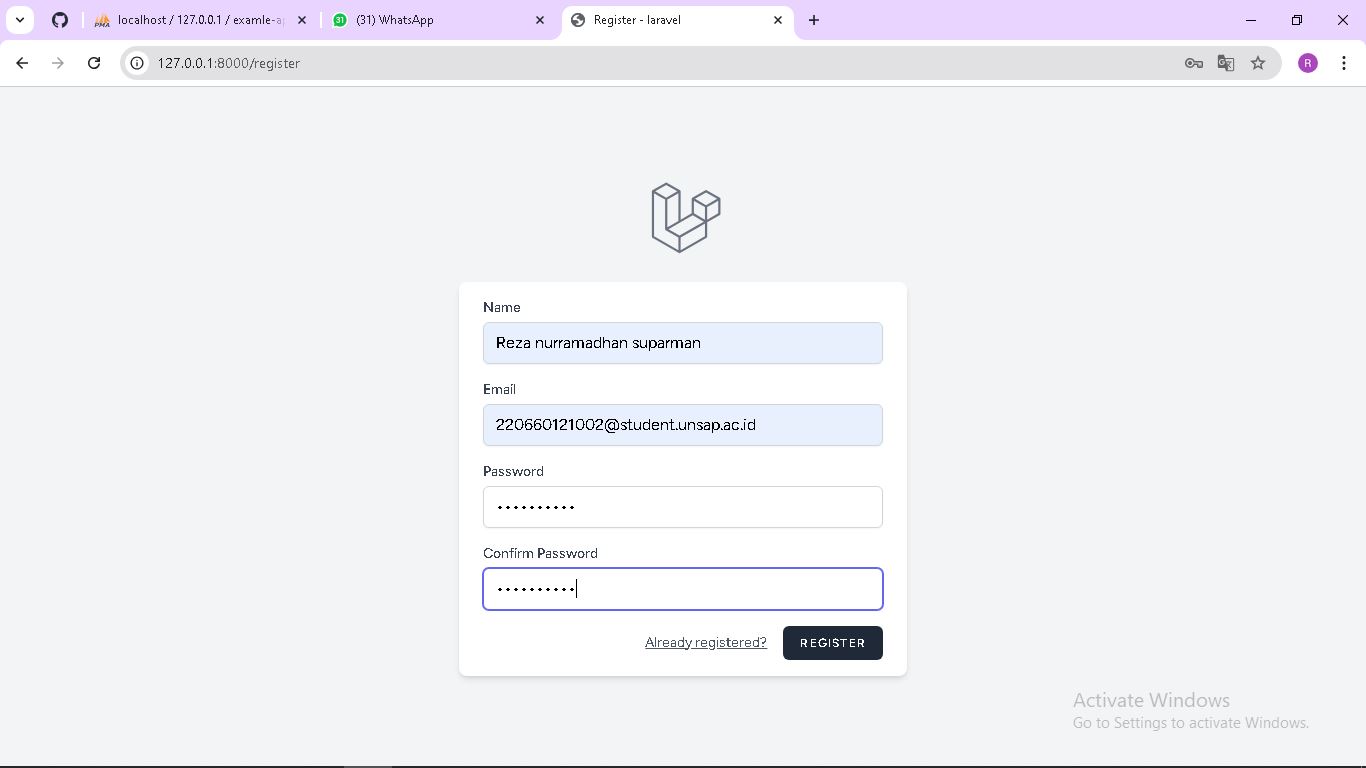 localhost / 127.0.0.1 / examle-ap
(31) WhatsApp
Register - laravel
127.0.0.1:8000/register
R
Name
Reza nurramadhan suparman
Email
220660121002@student.unsap.ac.id
Password
••••••••••
Confirm Password
••••••••••
Already registered?
REGISTER
Activate Windows
Go to Settings to activate Windows.